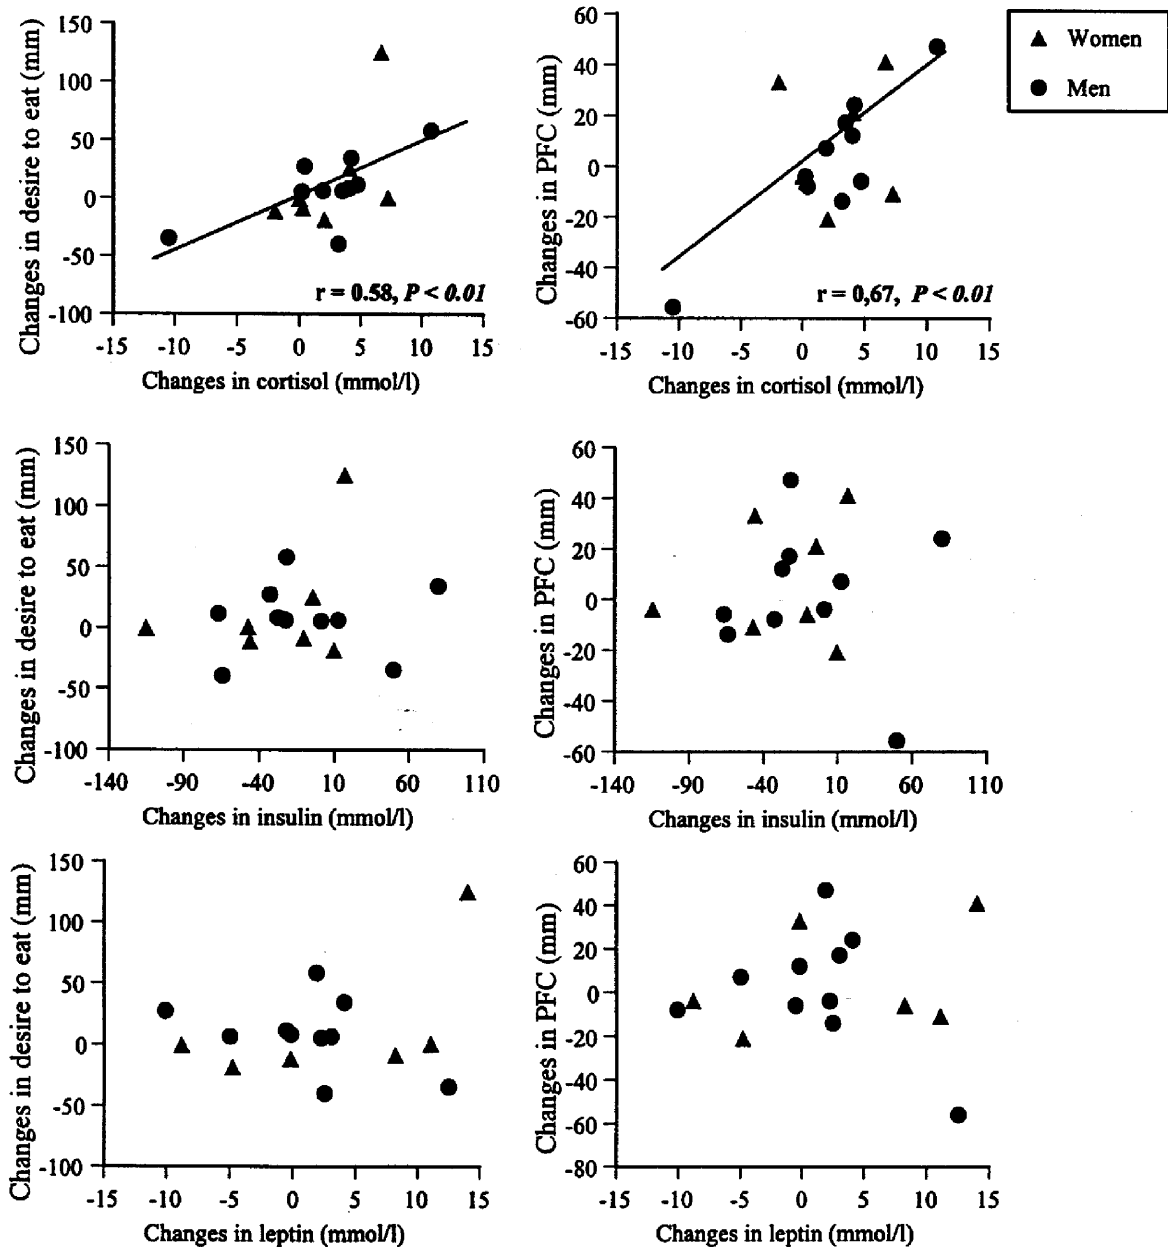 Women
Men
Changes in desire to eat (mm)
150
100
50
0
-50
-100
r = 0.58, P < 0.01
-15 -10 -5 0 5 10 15
Changes in cortisol (mmol/l)
Changes in PFC (mm)
60
40
20
0
-20
-40
-60
r = 0,67, P < 0.01
-15 -10 -5 0 5 10 15
Changes in cortisol (mmol/l)
Changes in desire to eat (mm)
150
100
50
0
-50
-100
-140 -90 -40 10 60 110
Changes in insulin (mmol/l)
Changes in PFC (mm)
60
40
20
0
-20
-40
-60
-140 -90 -40 10 60 110
Changes in insulin (mmol/l)
Changes in desire to eat (mm)
150
100
50
0
-50
-100
-15 -10 -5 0 5 10 15
Changes in leptin (mmol/l)
Changes in PFC (mm)
60
40
20
0
-20
-40
-60
-80
-15 -10 -5 0 5 10 15
Changes in leptin (mmol/l)